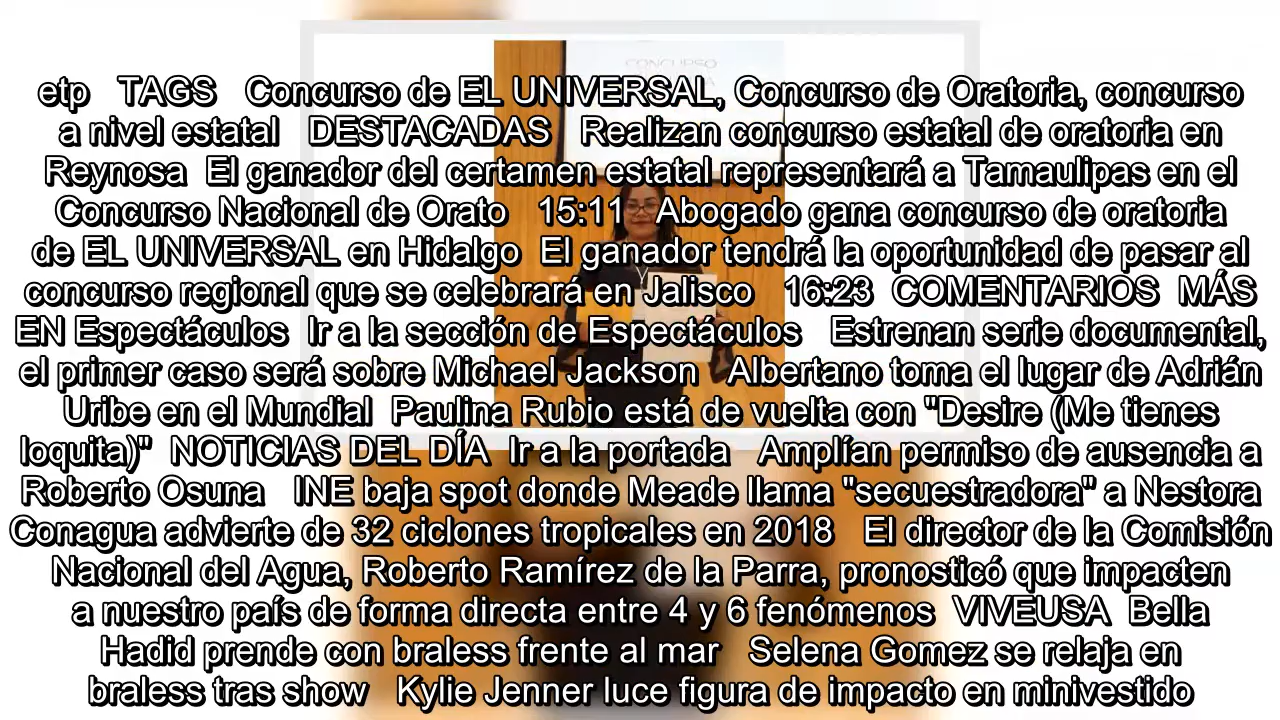 CONCURSO
etp TAGS Concurso de EL UNIVERSAL, Concurso de Oratoria, concurso
a nivel estatal DESTACADAS Realizan concurso estatal de oratoria en
Reynosa El ganador del certamen estatal representará a Tamaulipas en el
Concurso Nacional de Orato 15:11 Abogado gana concurso de oratoria
de EL UNIVERSAL en Hidalgo El ganador tendrá la oportunidad de pasar al
concurso regional que se celebrará en Jalisco 16:23 COMENTARIOS MÁS
EN Espectáculos Ir a la sección de Espectáculos Estrenan serie documental,
el primer caso será sobre Michael Jackson Albertano toma el lugar de Adrián
Uribe en el Mundial Paulina Rubio está de vuelta con "Desire (Me tienes
loquita)" NOTICIAS DEL DÍA Ir a la portada Amplían permiso de ausencia a
Roberto Osuna INE baja spot donde Meade llama "secuestradora" a Nestora
Conagua advierte de 32 ciclones tropicales en 2018 El director de la Comisión
Nacional del Agua, Roberto Ramírez de la Parra, pronosticó que impacten
a nuestro país de forma directa entre 4 y 6 fenómenos VIVEUSA Bella
Hadid prende con braless frente al mar Selena Gomez se relaja en
braless tras show Kylie Jenner luce figura de impacto en minivestido